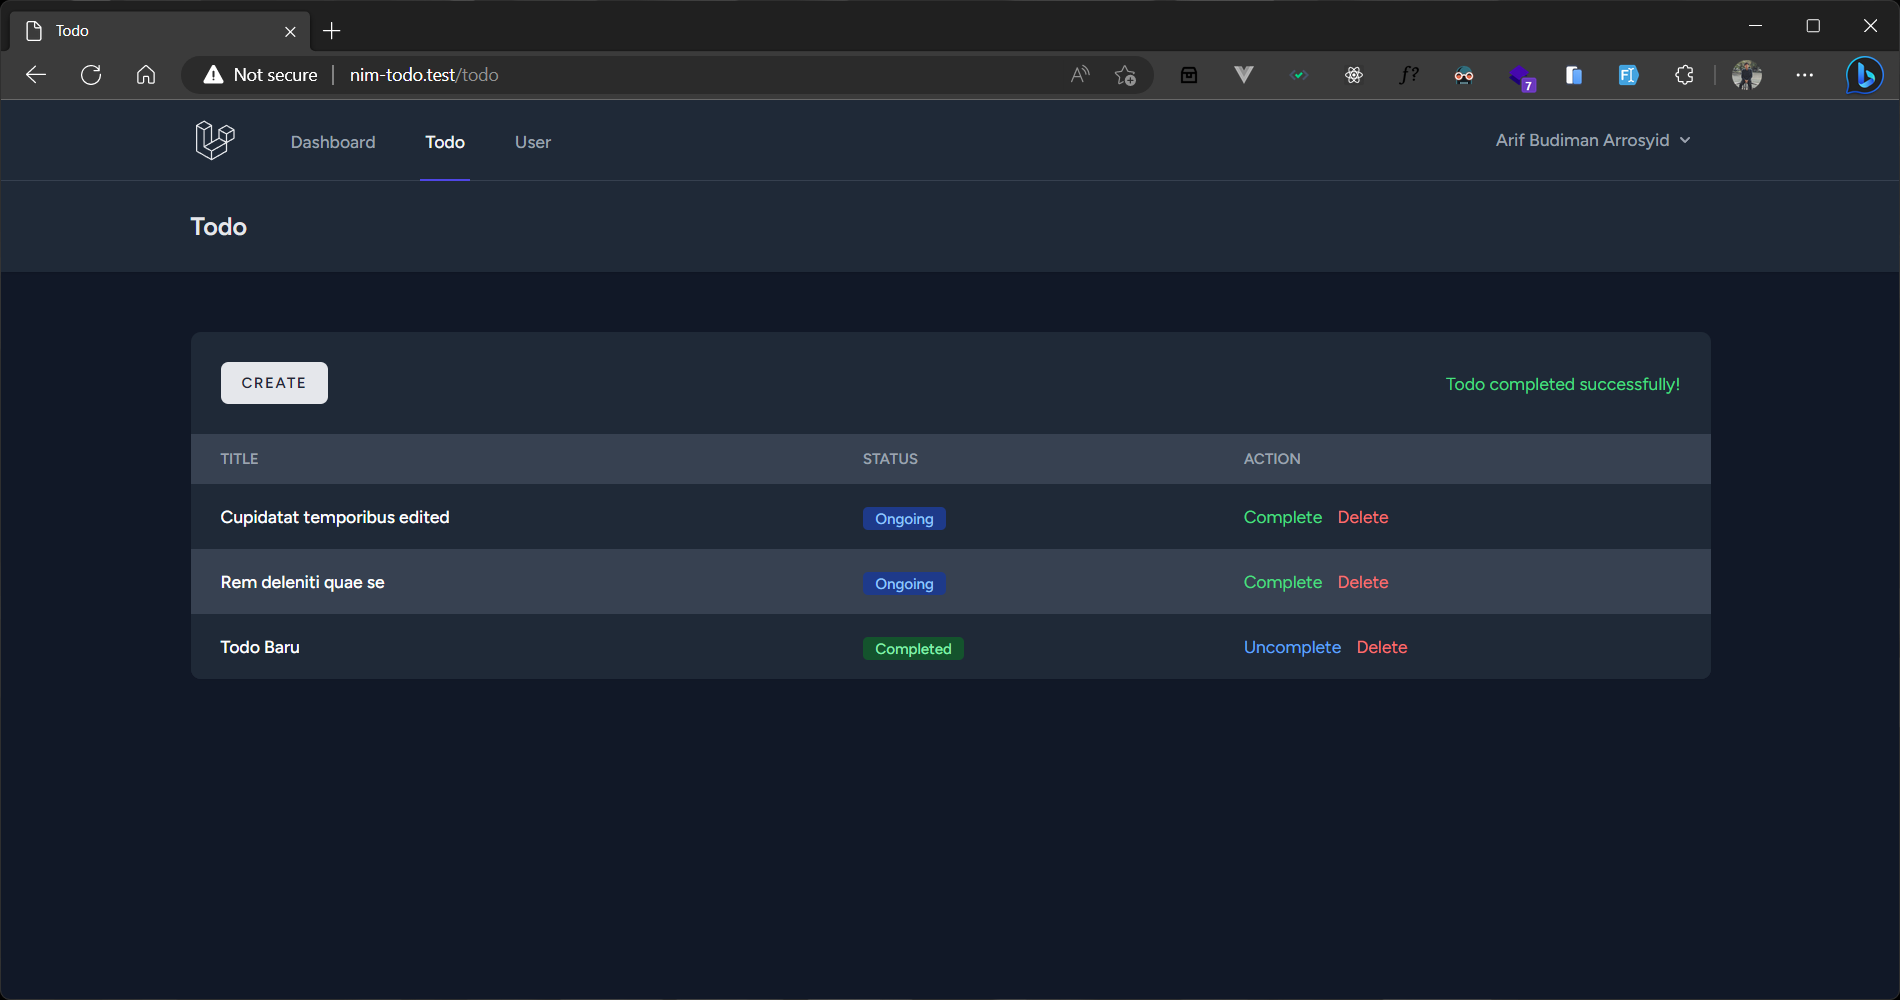 Todo
Not secure nim-todo.test/todo
7
Dashboard Todo User Arif Budiman Arrosyid
Todo
CREATE Todo completed successfully!
TITLE STATUS ACTION
Cupidatat temporibus edited Ongoing Complete Delete
Rem deleniti quae se Ongoing Complete Delete
Todo Baru Completed Uncomplete Delete